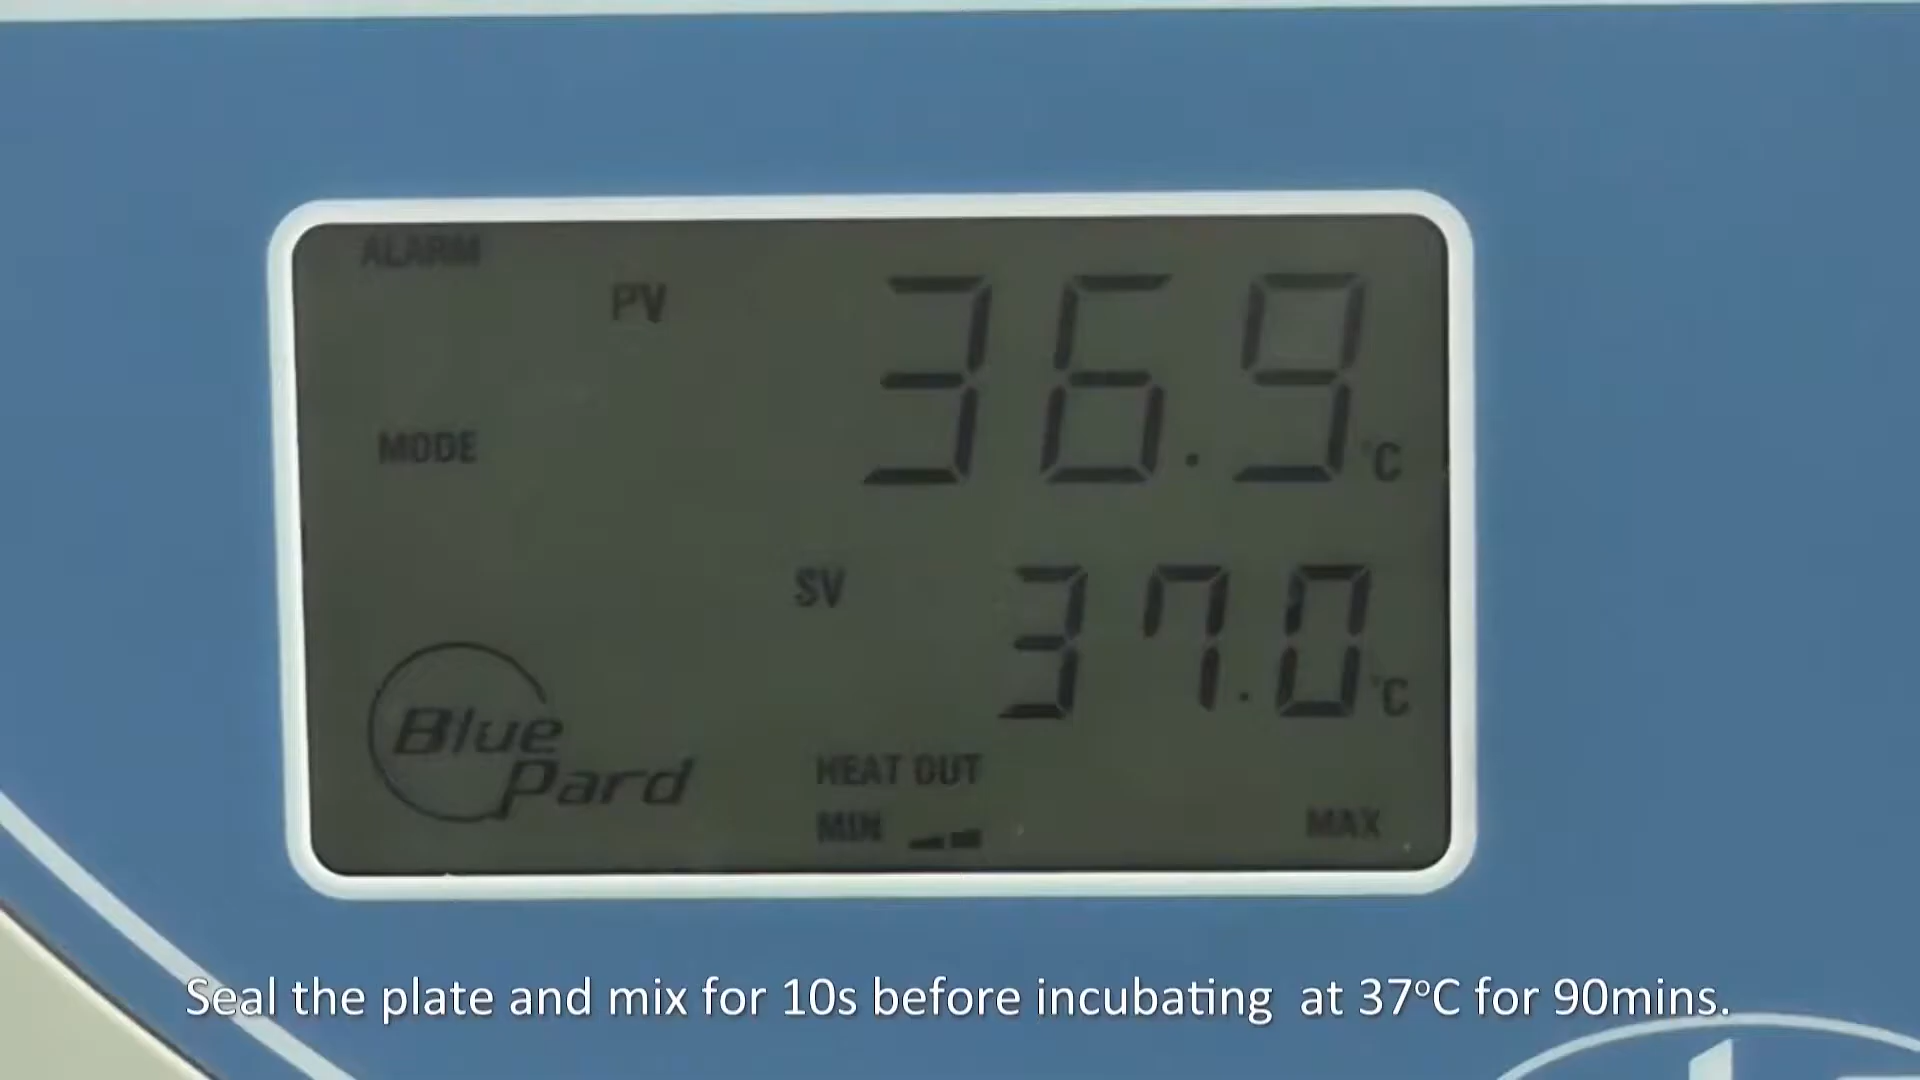 ALARM
PV 36.9 °C
MODE
SV 37.0 °C
Blue
Pard
HEAT OUT
MIN MAX
Seal the plate and mix for 10s before incubating  at 37°C for 90mins.